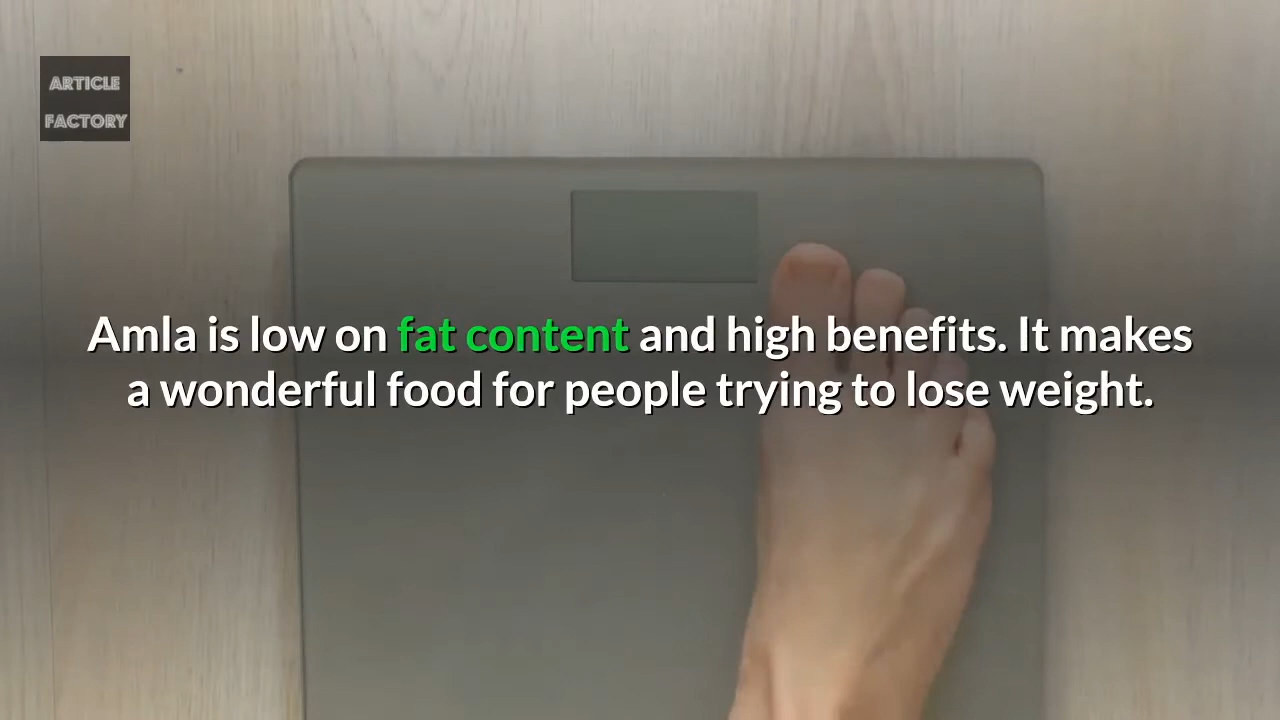 ARTICLE
FACTORY
Amla is low on fat content and high benefits. It makes
a wonderful food for people trying to lose weight.